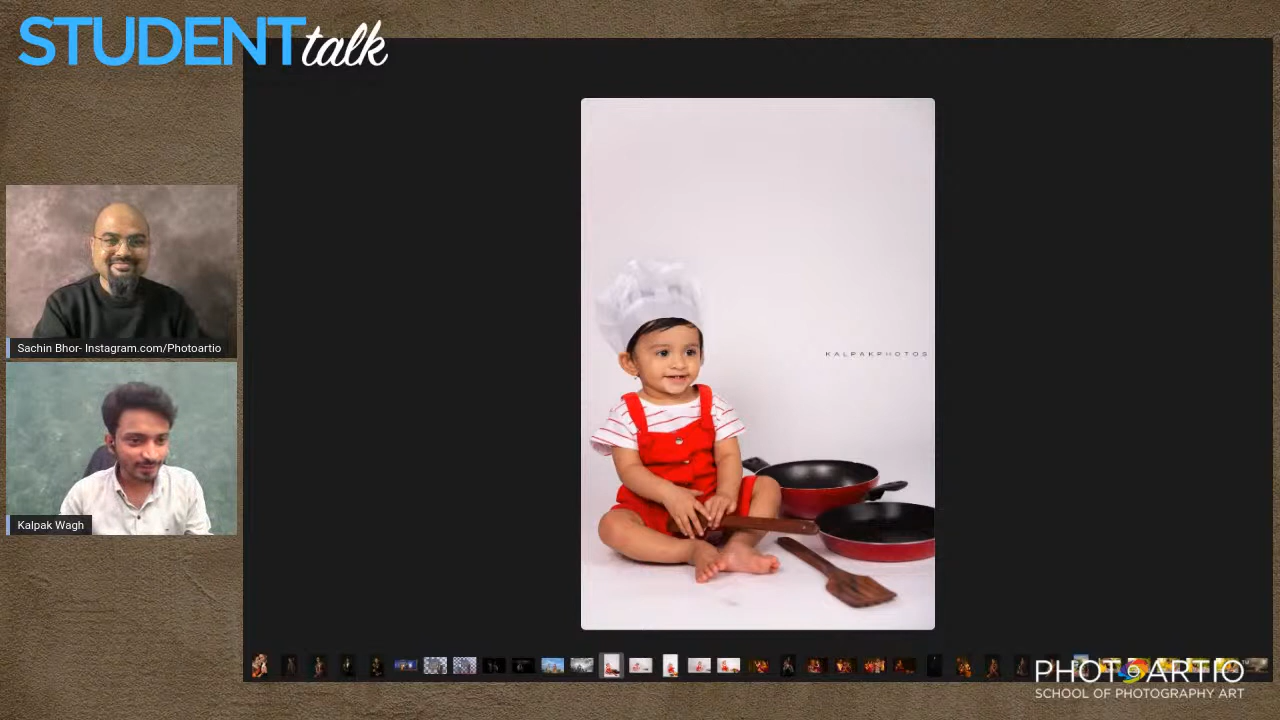 STUDENTtalk
KALPAKPHOTOS
Sachin Bhor- Instagram.com/Photoartio
Kalpak Wagh
PHOTOARTIO
SCHOOL OF PHOTOGRAPHY ART